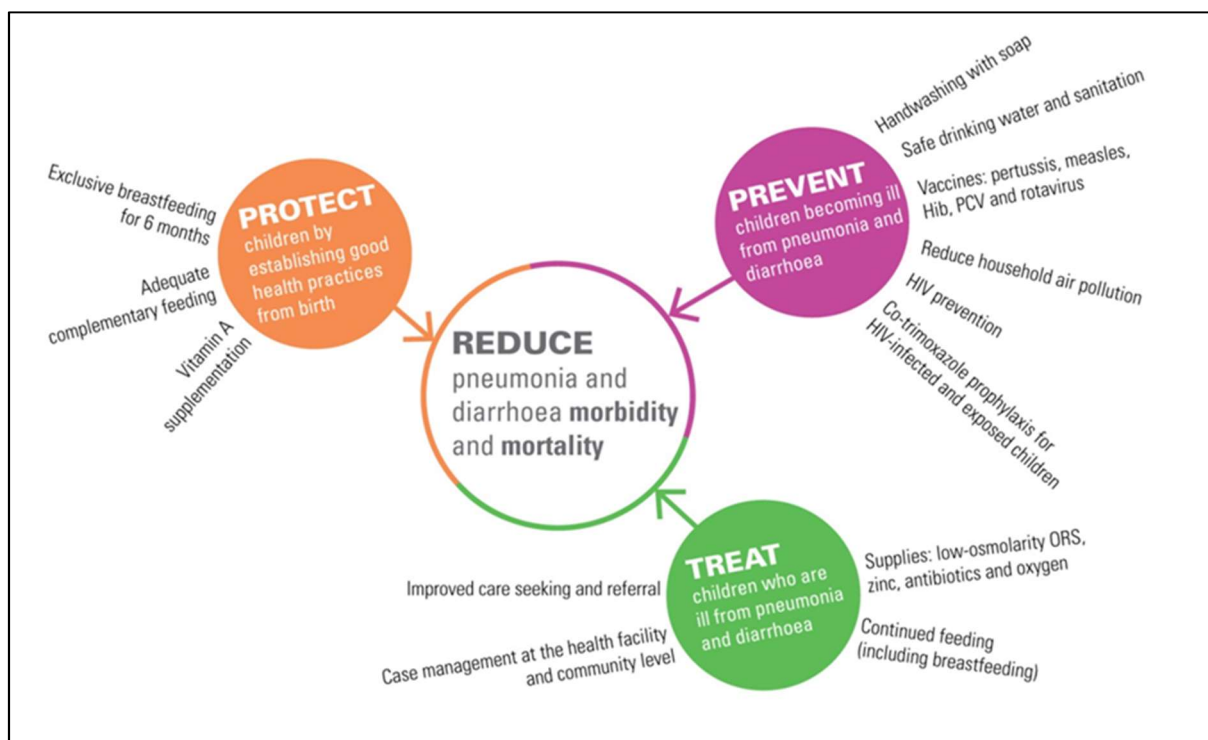 Exclusive breastfeeding
for 6 months
Adequate
complementary feeding
Vitamin A
supplementation
PROTECT
children by
establishing good
health practices
from birth
REDUCE
pneumonia and
diarrhoea morbidity
and mortality
PREVENT
children becoming ill
from pneumonia and
diarrhoea
Handwashing with soap
Safe drinking water and sanitation
Vaccines: pertussis, measles,
Hib, PCV and rotavirus
Reduce household air pollution
HIV prevention
Co-trimoxazole prophylaxis for
HIV-infected and exposed children
TREAT
children who are
ill from pneumonia
and diarrhoea
Improved care seeking and referral
Case management at the health facility
and community level
Supplies: low-osmolarity ORS,
zinc, antibiotics and oxygen
Continued feeding
(including breastfeeding)